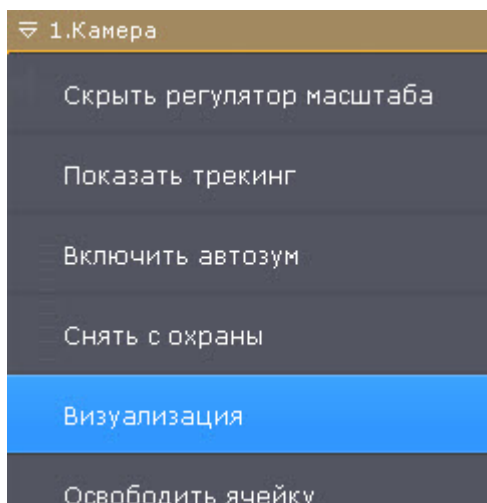 1.Камера
Скрыть регулятор масштаба
Показать трекинг
Включить автозум
Снять с охраны
Визуализация
Освободить ячейку